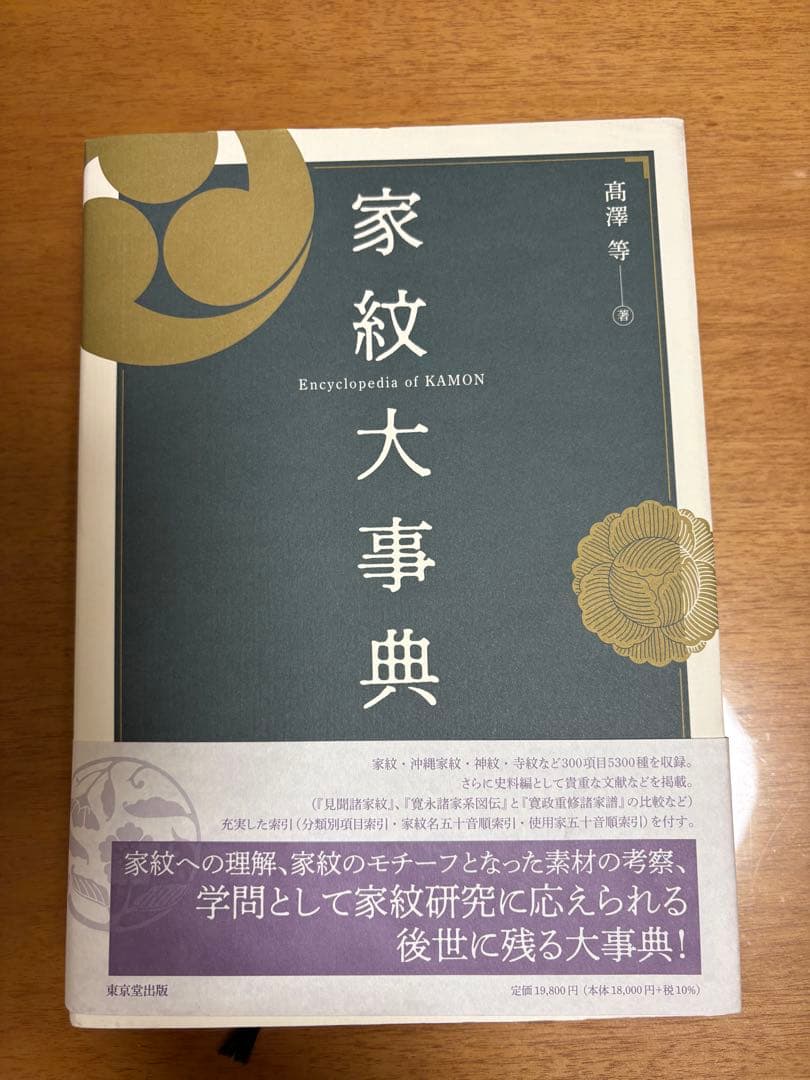 家紋大事典
Encyclopedia of KAMON
髙澤 等 著
家紋・沖縄家紋・神紋・寺紋など300項目5300種を収録。
さらに史料編として貴重な文献などを掲載。
(『見聞諸家紋』、『寛永諸家系図伝』と『寛政重修諸家譜』の比較など)
充実した索引(分類別項目索引・家紋名五十音順索引・使用家五十音順索引)を付す。
家紋への理解、家紋のモチーフとなった素材の考察、
学問として家紋研究に応えられる
後世に残る大事典!
東京堂出版
定価19,800円(本体18,000円+税10%)